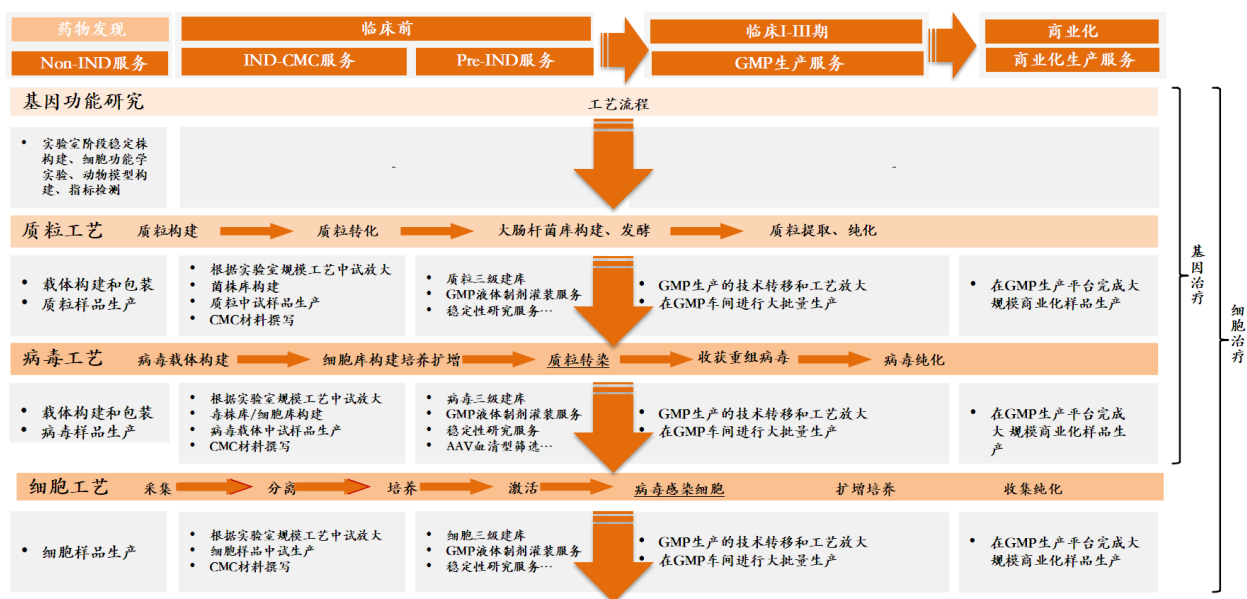 药物发现
临床前
临床I-III期
商业化
Non-IND服务
IND-CMC服务
Pre-IND服务
GMP生产服务
商业化生产服务
基因功能研究
工艺流程
• 实验室阶段稳定株
构建、细胞功能学
实验、动物模型构
建、指标检测
-
-
质粒工艺
质粒构建
质粒转化
大肠杆菌库构建、发酵
质粒提取、纯化
• 载体构建和包装
• 质粒样品生产
• 根据实验室规模工艺中试放大
• 菌株库构建
• 质粒中试样品生产
• CMC材料撰写
• 质粒三级建库
• GMP液体制剂灌装服务
• 稳定性研究服务…
• GMP生产的技术转移和工艺放大
• 在GMP车间进行大批量生产
• 在GMP生产平台完成大
规模商业化样品生产
病毒工艺
病毒载体构建
细胞库构建培养扩增
质粒转染
收获重组病毒
病毒纯化
• 载体构建和包装
• 病毒样品生产
• 根据实验室规模工艺中试放大
• 毒株库/细胞库构建
• 病毒载体中试样品生产
• CMC材料撰写
• 病毒三级建库
• GMP液体制剂灌装服务
• 稳定性研究服务
• AAV血清型筛选…
• GMP生产的技术转移和工艺放大
• 在GMP车间进行大批量生产
• 在GMP生产平台完成
大 规模商业化样品生
产
细胞工艺
采集
分离
培养
激活
病毒感染细胞
扩增培养
收集纯化
• 细胞样品生产
• 根据实验室规模工艺中试放大
• 细胞样品中试生产
• CMC材料撰写
• 细胞三级建库
• GMP液体制剂灌装服务
• 稳定性研究服务…
• GMP生产的技术转移和工艺放大
• 在GMP车间进行大批量生产
• 在GMP生产平台完成大
规模商业化样品生产
基因治疗
细胞治疗